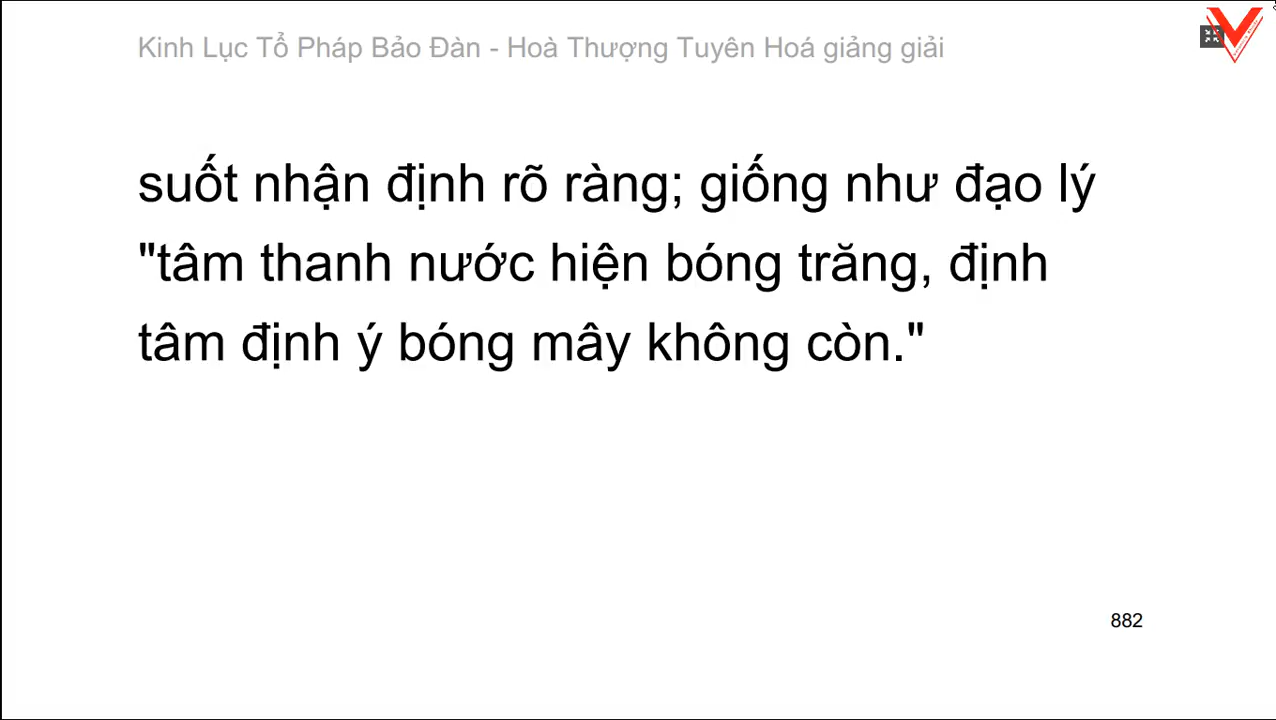 Kinh Lục Tổ Pháp Bảo Đàn - Hoà Thượng Tuyên Hoá giảng giải
suốt nhận định rõ ràng; giống như đạo lý
"tâm thanh nước hiện bóng trăng, định
tâm định ý bóng mây không còn."
882